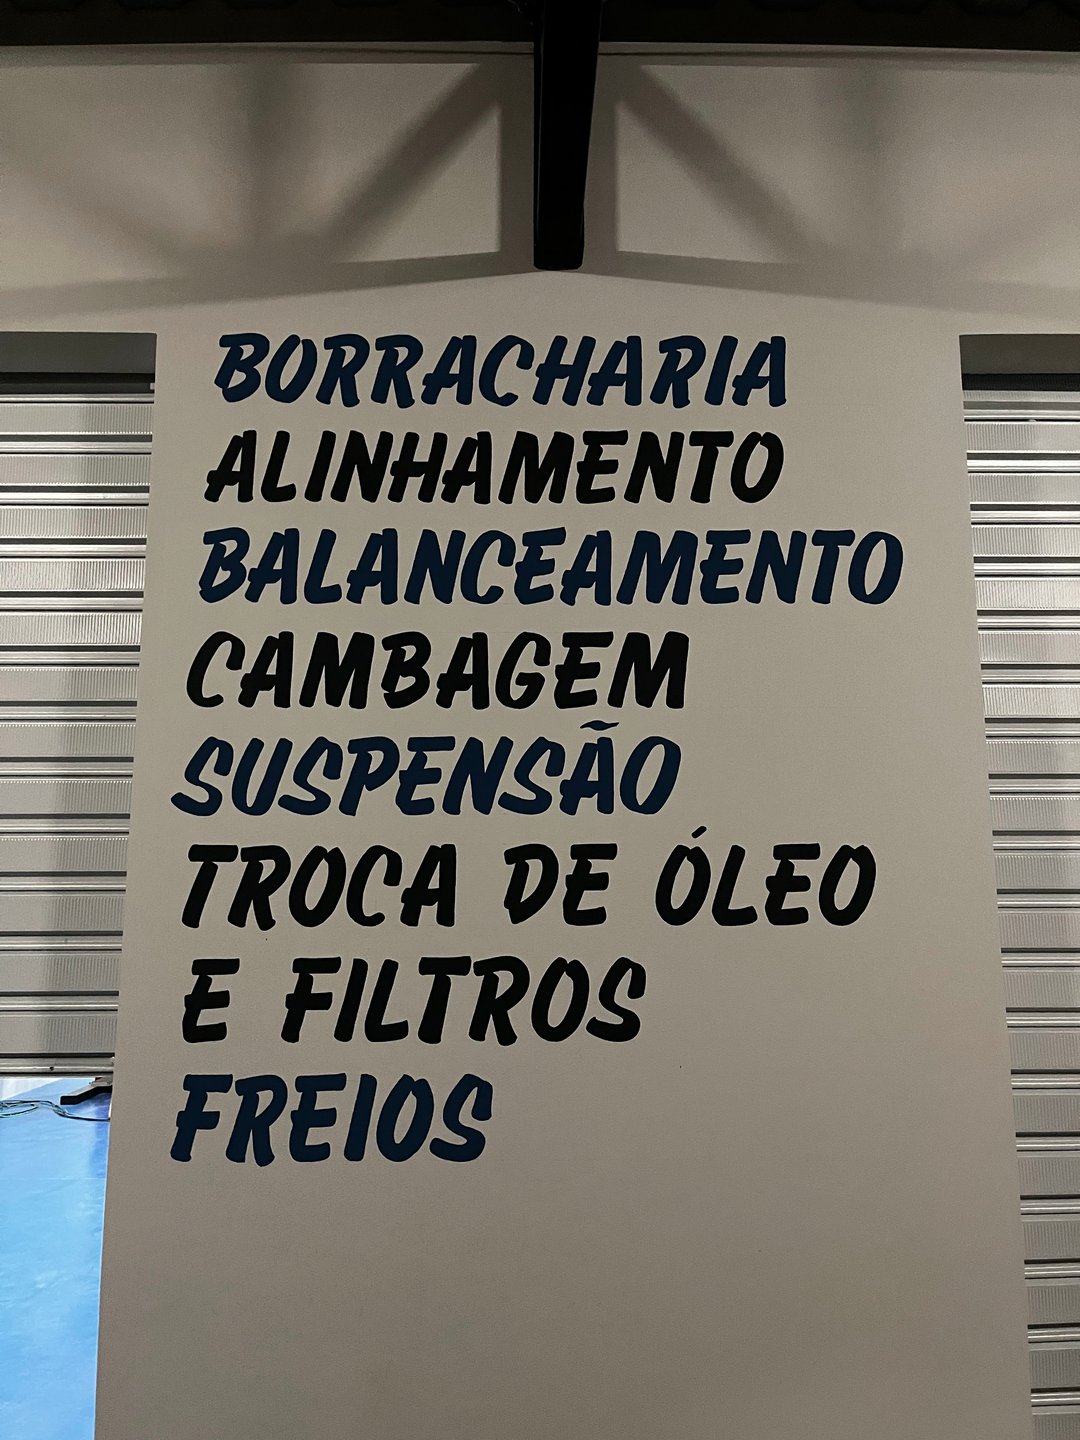 BORRACHARIA
ALINHAMENTO
BALANCEAMENTO
CAMBAGEM
SUSPENSÃO
TROCA DE ÓLEO
E FILTROS
FREIOS